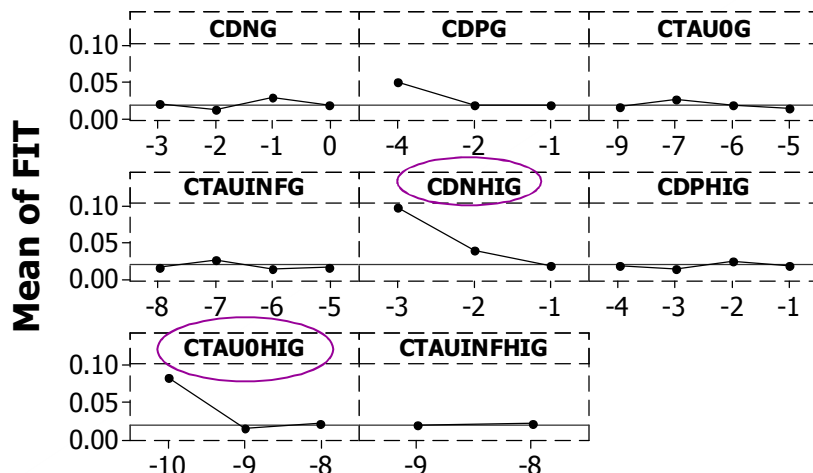 Mean of FIT
CDNG CDPG CTAU0G
0.10
0.05
0.00
-3 -2 -1 0 -4 -2 -1 -9 -7 -6 -5
CTAUINFG CDNHIG CDPHIG
0.10
0.05
0.00
-8 -7 -6 -5 -3 -2 -1 -4 -3 -2 -1
CTAU0HIG CTAUINFHIG
0.10
0.05
0.00
-10 -9 -8 -9 -8